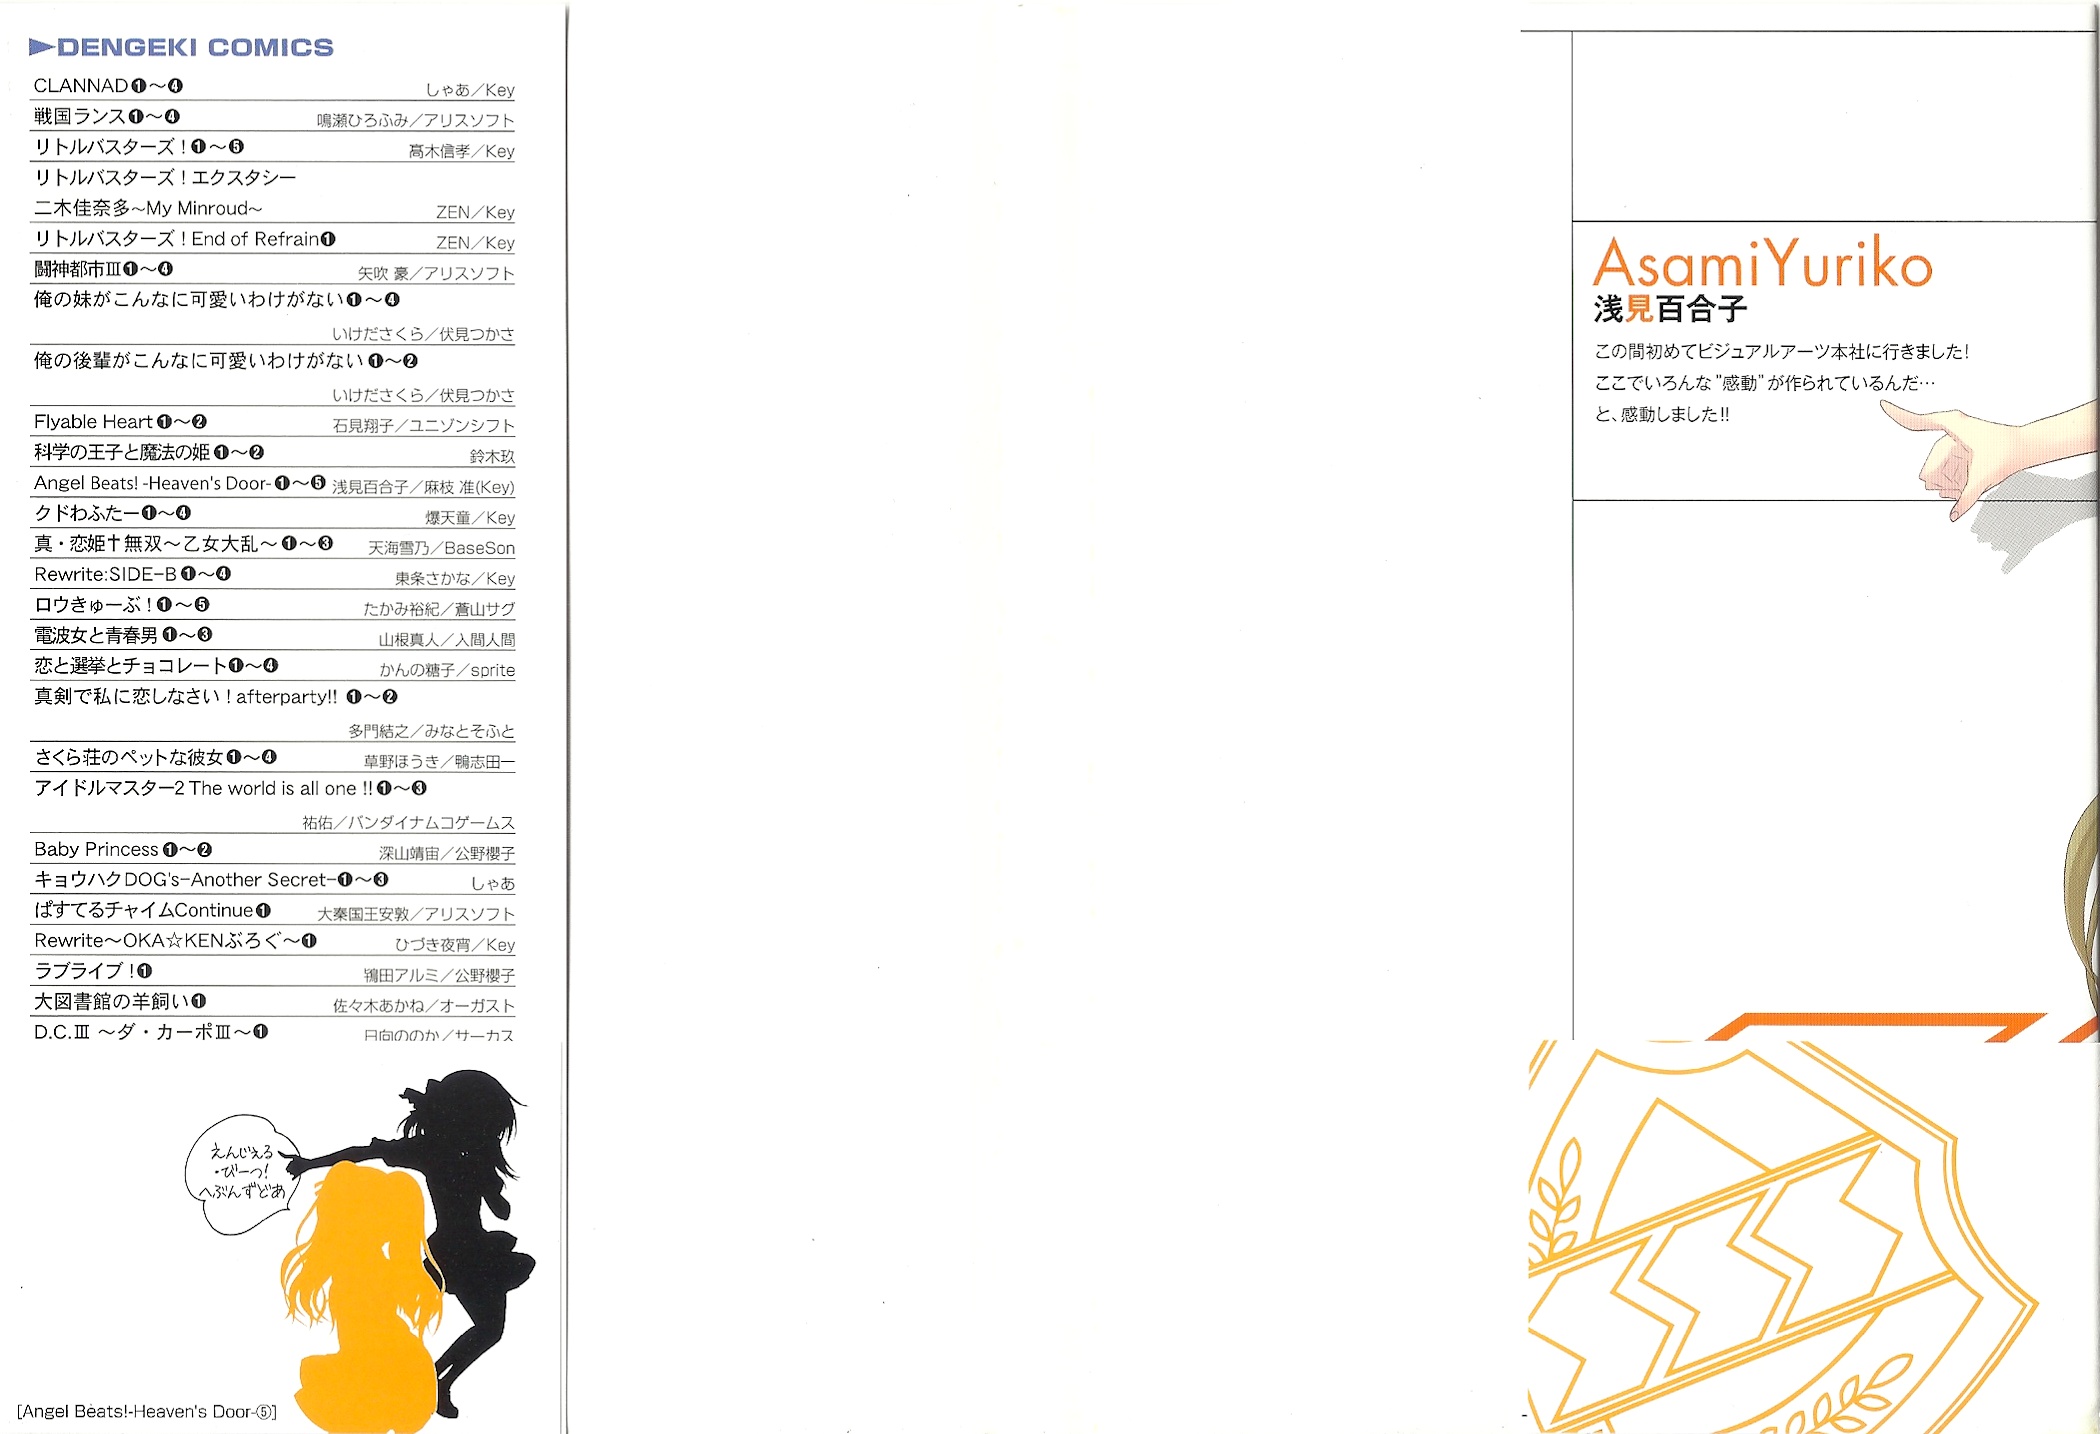 ▶DENGEKI COMICS
CLANNAD❶〜❹ しゃあ／Key
戦国ランス❶〜❹ 鳴瀬ひろふみ／アリスソフト
リトルバスターズ！❶〜❺ 高木信孝／Key
リトルバスターズ！エクスタシー
二木佳奈多~My Minroud~ ZEN／Key
リトルバスターズ！End of Refrain❶ ZEN／Key
闘神都市Ⅲ❶〜❹ 矢吹 豪／アリスソフト
俺の妹がこんなに可愛いわけがない❶〜❹
いけださくら／伏見つかさ
俺の後輩がこんなに可愛いわけがない❶〜❷
いけださくら／伏見つかさ
Flyable Heart❶〜❷ 石見翔子／ユニゾンシフト
科学の王子と魔法の姫❶〜❷ 鈴木玖
Angel Beats! -Heaven's Door-❶〜❺ 浅見百合子／麻枝 准(Key)
クドわふたー❶〜❹ 爆天童／Key
真・恋姫†無双〜乙女大乱〜❶〜❸ 天海雪乃／BaseSon
Rewrite:SIDE-B❶〜❹ 東条さかな／Key
ロウきゅーぶ！❶〜❺ たかみ裕紀／蒼山サグ
電波女と青春男❶〜❸ 山根真人／入間人間
恋と選挙とチョコレート❶〜❹ かんの糖子／sprite
真剣で私に恋しなさい！afterparty!! ❶〜❷
多門結之／みなとそふと
さくら荘のペットな彼女❶〜❹ 草野ほうき／鴨志田一
アイドルマスター2 The world is all one !!❶〜❸
祐佑／バンダイナムコゲームス
Baby Princess❶〜❷ 深山靖宙／公野櫻子
キョウハクDOG's-Another Secret-❶〜❸ しゃあ
ぱすてるチャイムContinue❶ 大秦国王安敦／アリスソフト
Rewrite〜OKA☆KENぶろぐ〜❶ ひづき夜宵／Key
ラブライブ！❶ 鴇田アルミ／公野櫻子
大図書館の羊飼い❶ 佐々木あかね／オーガスト
D.C.Ⅲ 〜ダ・カーポⅢ〜❶ 日向ののか／サーカス
えんじぇる
・びーつ!
へぶんずどあ
[Angel Beats!-Heaven's Door-⑤]
AsamiYuriko
浅見百合子
この間初めてビジュアルアーツ本社に行きました!
ここでいろんな"感動"が作られているんだ…
と、感動しました!!